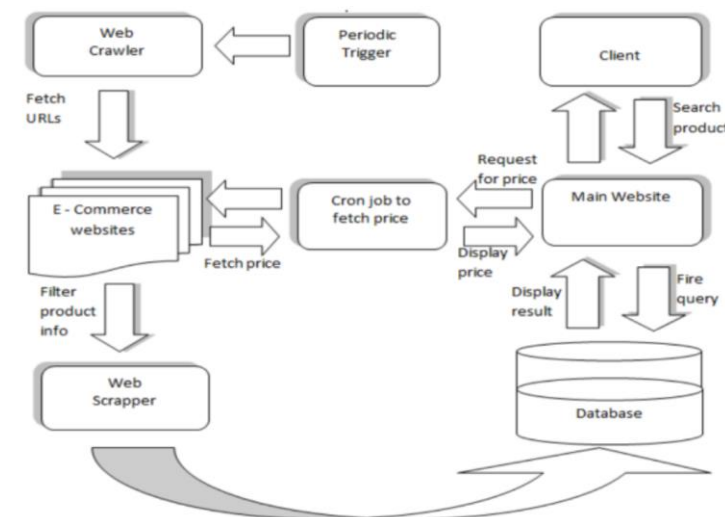 Web
Crawler
Periodic
Trigger
Client
Fetch
URLs
Search
product
Request
for price
E - Commerce
websites
Cron job to
fetch price
Main Website
Fetch price
Display
price
Filter
product
info
Display
result
Fire
query
Web
Scrapper
Database